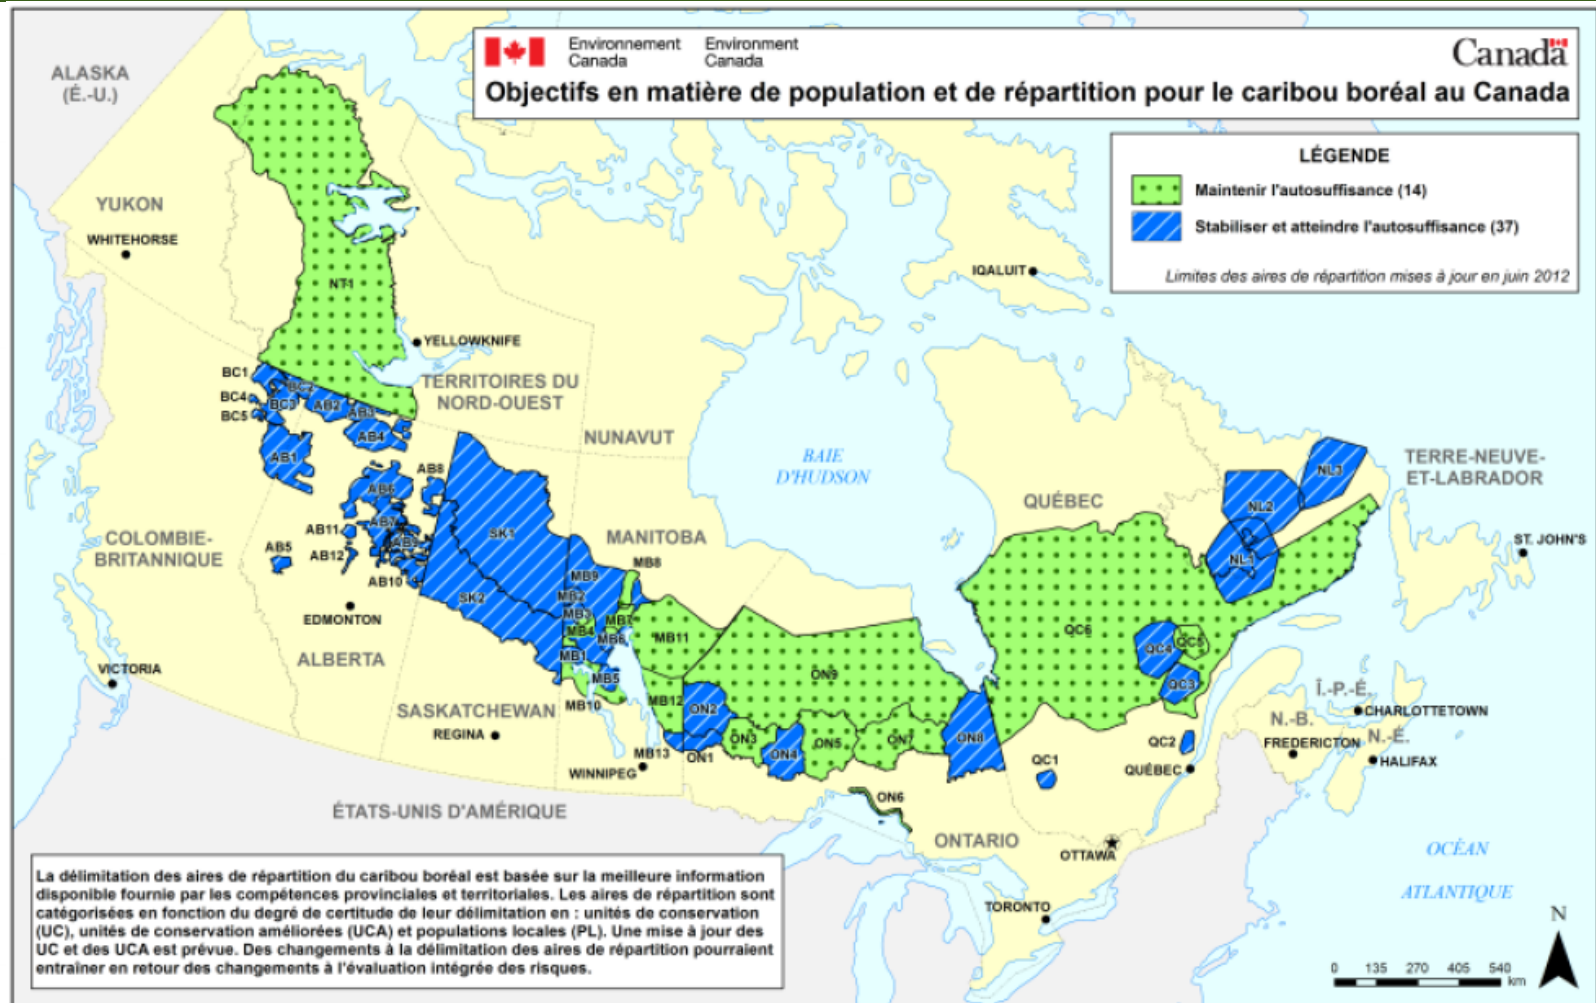 Environnement
Canada
Environment
Canada
Canada
Objectifs en matière de population et de répartition pour le caribou boréal au Canada
LÉGENDE
Maintenir l'autosuffisance (14)
Stabiliser et atteindre l'autosuffisance (37)
Limites des aires de répartition mises à jour en juin 2012
ALASKA
(É.-U.)
YUKON
WHITEHORSE
IQALUIT
NT1
YELLOWKNIFE
TERRITOIRES DU
NORD-OUEST
NUNAVUT
BC1
BC2
BC4
BC3
BC5
AB2
AB3
AB4
AB1
BAIE
D'HUDSON
QUÉBEC
TERRE-NEUVE-
ET-LABRADOR
NL3
NL2
NL1
ST. JOHN'S
COLOMBIE-
BRITANNIQUE
AB8
AB6
AB7
AB11
AB9
AB5
AB12
AB10
SK1
SK2
MANITOBA
MB8
MB9
MB2
MB3
MB4
MB7
MB6
MB11
MB1
MB5
MB10
MB12
MB13
EDMONTON
ALBERTA
VICTORIA
SASKATCHEWAN
REGINA
WINNIPEG
ON9
ON2
ON1
ON3
ON4
ON5
ON7
ON8
ON6
QC6
QC4
QC5
QC3
QC2
QC1
QUÉBEC
Î.-P.-É.
CHARLOTTETOWN
N.-B.
FREDERICTON
N.-É.
HALIFAX
ÉTATS-UNIS D'AMÉRIQUE
ONTARIO
OTTAWA
TORONTO
OCÉAN
ATLANTIQUE
La délimitation des aires de répartition du caribou boréal est basée sur la meilleure information
disponible fournie par les compétences provinciales et territoriales. Les aires de répartition sont
catégorisées en fonction du degré de certitude de leur délimitation en : unités de conservation
(UC), unités de conservation améliorées (UCA) et populations locales (PL). Une mise à jour des
UC et des UCA est prévue. Des changements à la délimitation des aires de répartition pourraient
entraîner en retour des changements à l'évaluation intégrée des risques.
N
0 135 270 405 540
km